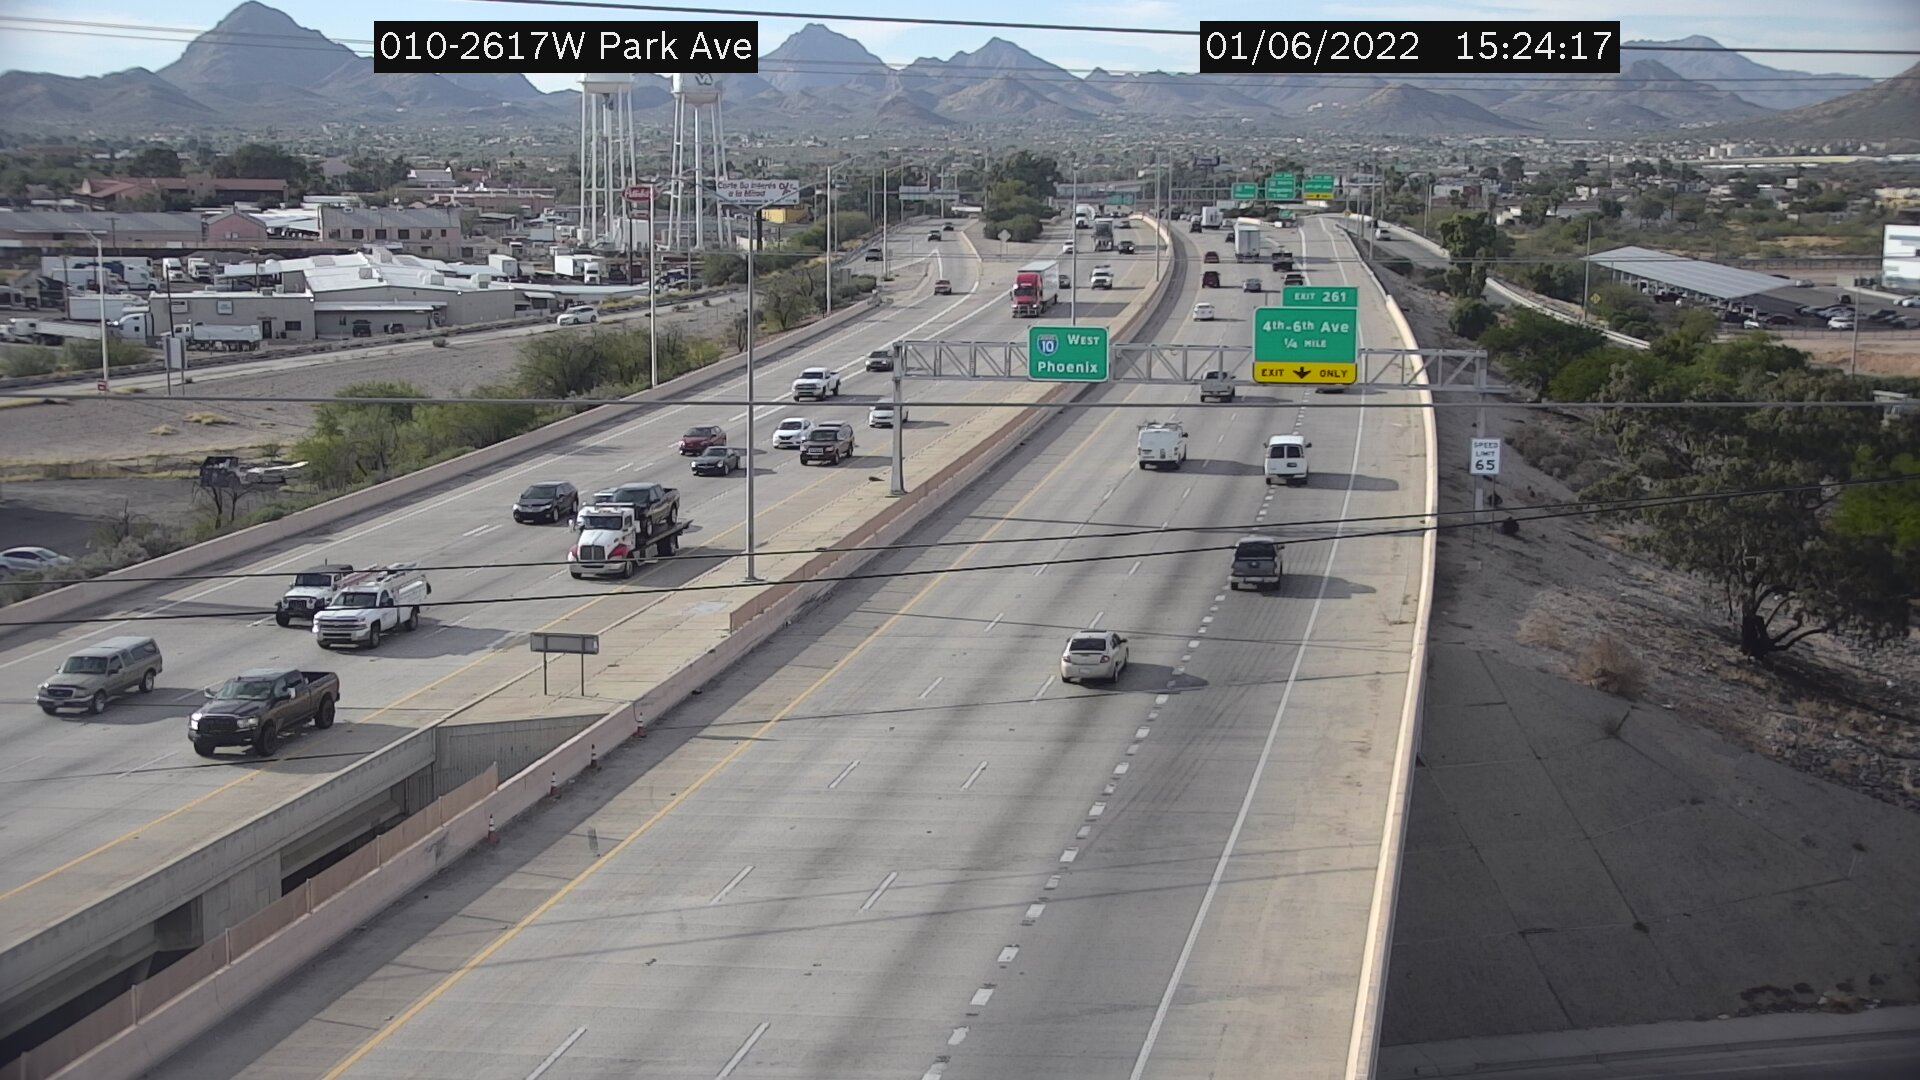 010-2617W Park Ave
01/06/2022 15:24:17
EXIT 261
4th-6th Ave
1/4 MILE
EXIT ONLY
INTERSTATE
10
WEST
Phoenix
SPEED
LIMIT
65